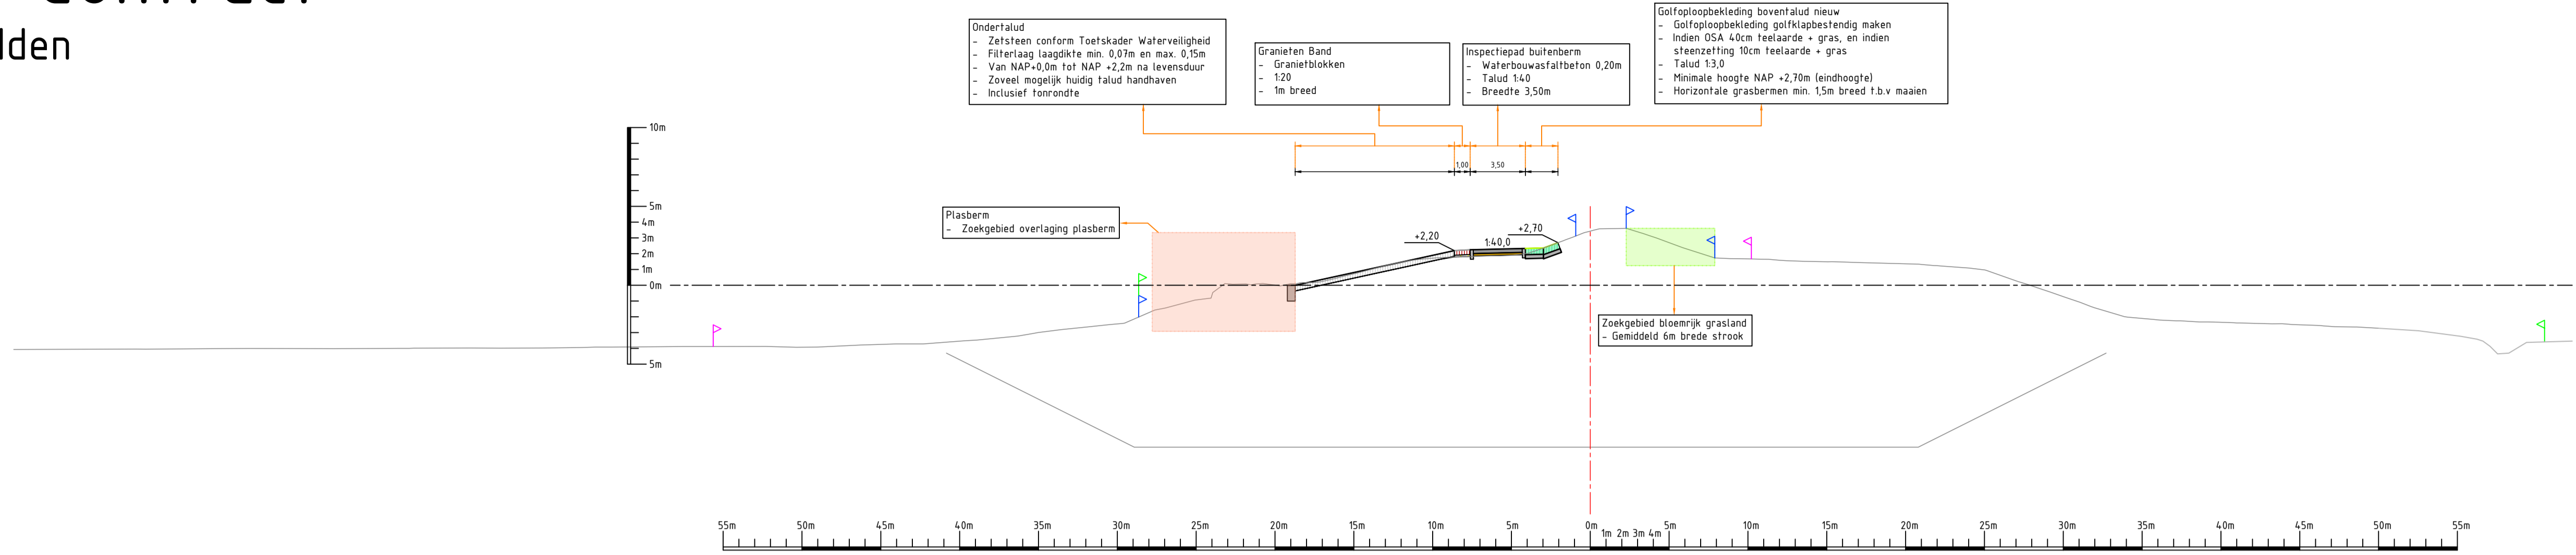 lden
Ondertalud
- Zetsteen conform Toetskader Waterveiligheid
- Filterlaag laagdikte min. 0,07m en max. 0,15m
- Van NAP+0,0m tot NAP +2,2m na levensduur
- Zoveel mogelijk huidig talud handhaven
- Inclusief tonrondte
Granieten Band
- Granietblokken
- 1:20
- 1m breed
Inspectiepad buitenberm
- Waterbouwasfaltbeton 0,20m
- Talud 1:40
- Breedte 3,50m
Golfoploopbekleding boventalud nieuw
- Golfoploopbekleding golfklapbestendig maken
- Indien OSA 40cm teelaarde + gras, en indien
steenzetting 10cm teelaarde + gras
- Talud 1:3,0
- Minimale hoogte NAP +2,70m (eindhoogte)
- Horizontale grasbermen min. 1,5m breed t.b.v maaien
10m
5m
4m
3m
2m
1m
0m
5m
1,00
3,50
Plasberm
- Zoekgebied overlaging plasberm
+2,20
1:40,0
+2,70
Zoekgebied bloemrijk grasland
- Gemiddeld 6m brede strook
55m 50m 45m 40m 35m 30m 25m 20m 15m 10m 5m 0m 5m 10m 15m 20m 25m 30m 35m 40m 45m 50m 55m
1m 2m 3m 4m